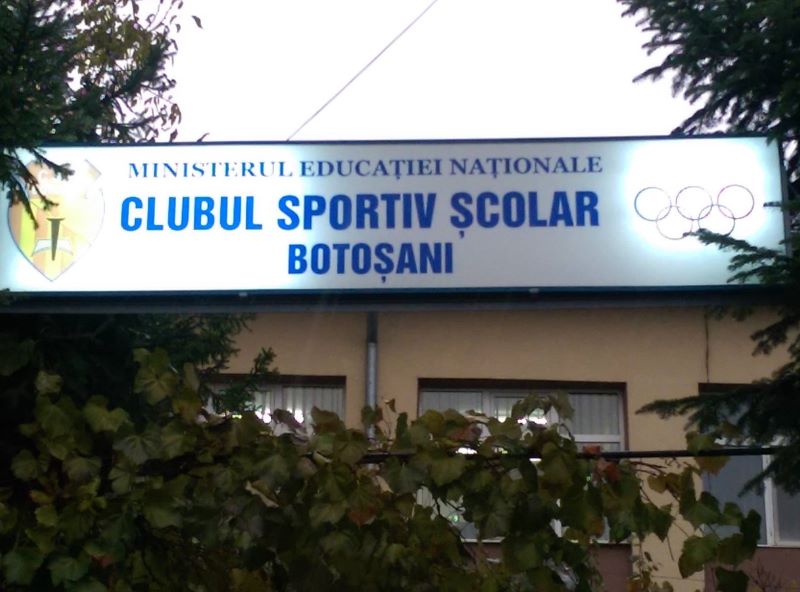 MINISTERUL EDUCAȚIEI NAȚIONALE
CLUBUL SPORTIV ȘCOLAR
BOTOȘANI